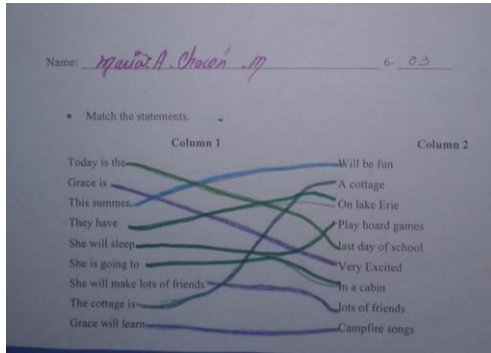 Name: Maria. A. Chacón .M 6- 03
• Match the statements.
Column 1 Column 2
Today is the Will be fun
Grace is A cottage
This summer On lake Erie
They have Play board games
She will sleep last day of school
She is going to Very Excited
She will make lots of friends In a cabin
The cottage is lots of friends
Grace will learn Campfire songs